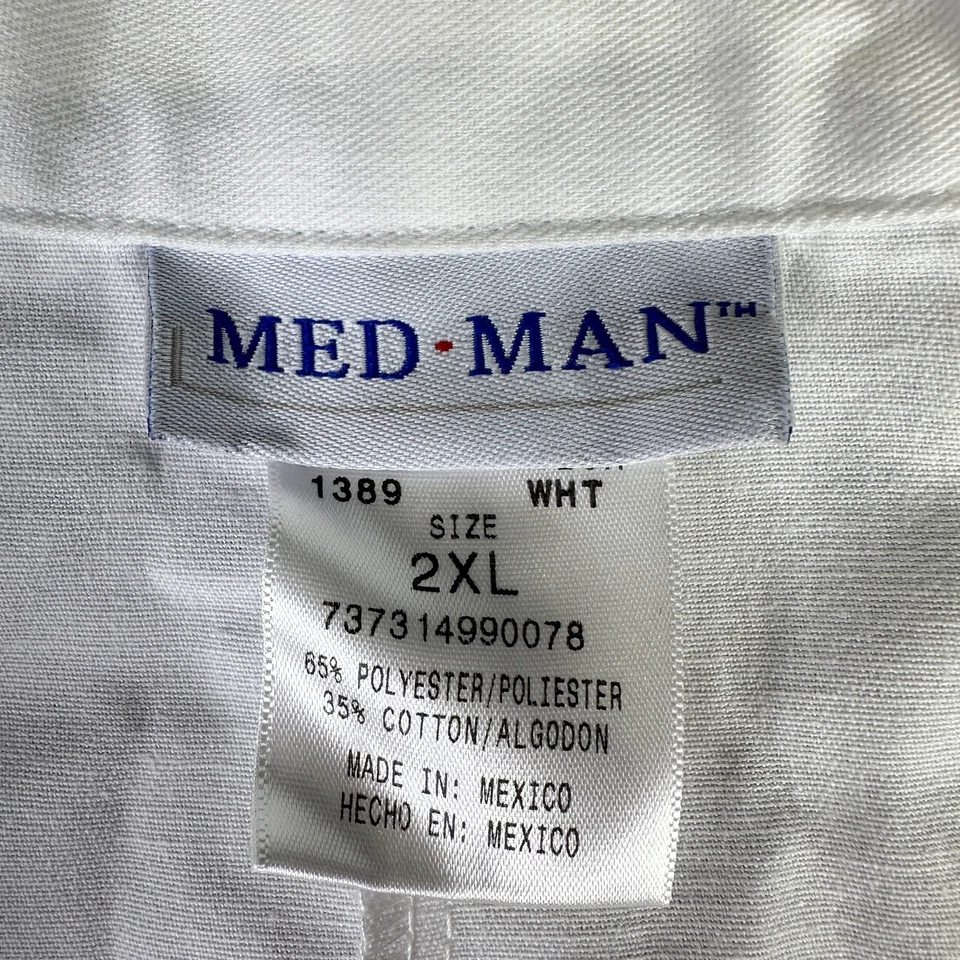 MED·MAN™
1389 WHT
SIZE
2XL
737314990078
65% POLYESTER/POLIESTER
35% COTTON/ALGODON
MADE IN: MEXICO
HECHO EN: MEXICO